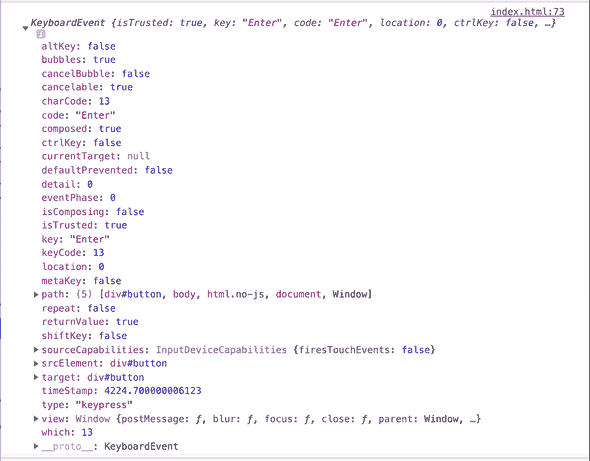 index.html:73
KeyboardEvent {isTrusted: true, key: "Enter", code: "Enter", location: 0, ctrlKey: false, …}
i
altKey: false
bubbles: true
cancelBubble: false
cancelable: true
charCode: 13
code: "Enter"
composed: true
ctrlKey: false
currentTarget: null
defaultPrevented: false
detail: 0
eventPhase: 0
isComposing: false
isTrusted: true
key: "Enter"
keyCode: 13
location: 0
metaKey: false
path: (5) [div#button, body, html.no-js, document, Window]
repeat: false
returnValue: true
shiftKey: false
sourceCapabilities: InputDeviceCapabilities {firesTouchEvents: false}
srcElement: div#button
target: div#button
timeStamp: 4224.700000006123
type: "keypress"
view: Window {postMessage: ƒ, blur: ƒ, focus: ƒ, close: ƒ, parent: Window, …}
which: 13
__proto__: KeyboardEvent